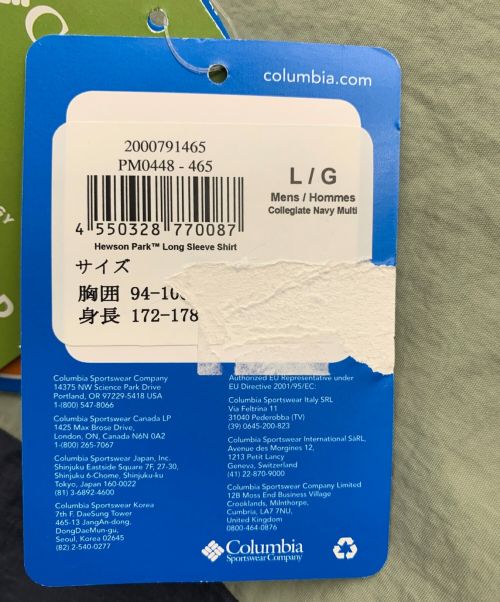 columbia.com
2000791465
PM0448 - 465
L / G
Mens / Hommes
Collegiate Navy Multi
4 550328 770087
Hewson Park™ Long Sleeve Shirt
サイズ
胸囲 94-10
身長 172-178
Columbia Sportswear Company
14375 NW Science Park Drive
Portland, OR 97229-5418 USA
1-(800) 547-8066
Columbia Sportswear Canada LP
1425 Max Brose Drive,
London, ON, Canada N6N 0A2
1-(800) 265-7067
Columbia Sportswear Japan, Inc.
Shinjuku Eastside Square 7F, 27-30,
Shinjuku 6-Chome, Shinjuku-ku
Tokyo, Japan 160-0022
(81) 3-6892-4600
Columbia Sportswear Korea
7th F. DaeSung Tower
465-13 JangAn-dong,
DongDaeMun-gu,
Seoul, Korea 02645
(82) 2-540-0277
Authorized EU Representative under
EU Directive 2001/95/EC:
Columbia Sportswear Italy SRL
Via Feltrina 11
31040 Pederobba (TV)
(39) 0645-200-823
Columbia Sportswear International SàRL,
Avenue des Morgines 12,
1213 Petit Lancy
Geneva, Switzerland
(41) 22-870-9000
Columbia Sportswear Company Limited
12B Moss End Business Village
Crooklands, Milnthorpe,
Cumbria, LA7 7NU,
United Kingdom
0800-464-0876
Columbia
Sportswear Company